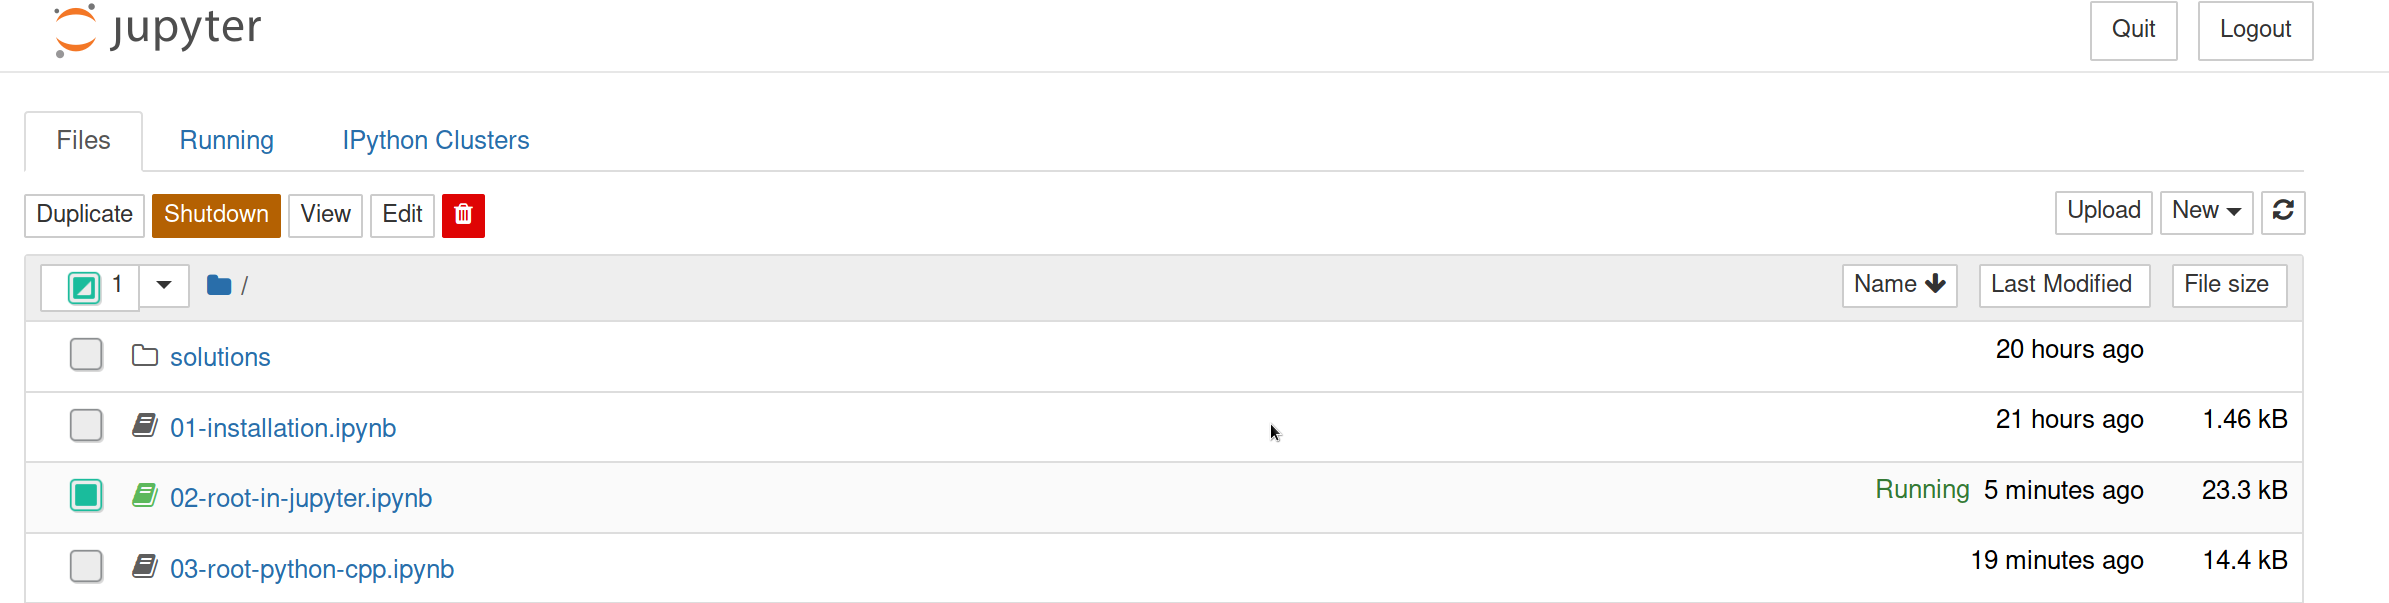 jupyter Quit Logout
Files Running IPython Clusters
Duplicate Shutdown View Edit Upload New
1 / Name Last Modified File size
solutions 20 hours ago
01-installation.ipynb 21 hours ago 1.46 kB
02-root-in-jupyter.ipynb Running 5 minutes ago 23.3 kB
03-root-python-cpp.ipynb 19 minutes ago 14.4 kB